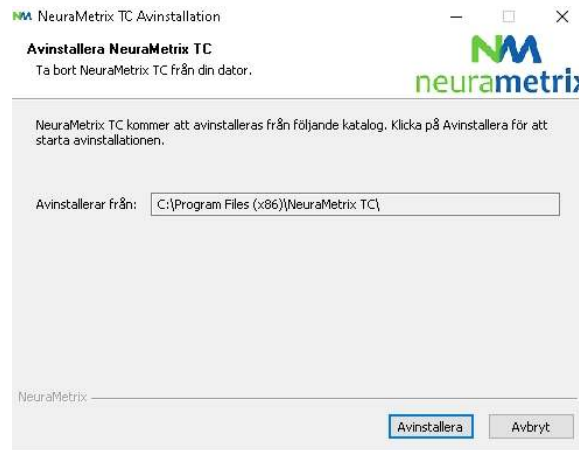 NM NeuraMetrix TC Avinstallation
Avinstallera NeuraMetrix TC
Ta bort NeuraMetrix TC från din dator.
NM
neurametrix
NeuraMetrix TC kommer att avinstalleras från följande katalog. Klicka på Avinstallera för att
starta avinstallationen.
Avinstallerar från: C:\Program Files (x86)\NeuraMetrix TC\
NeuraMetrix
Avinstallera Avbryt